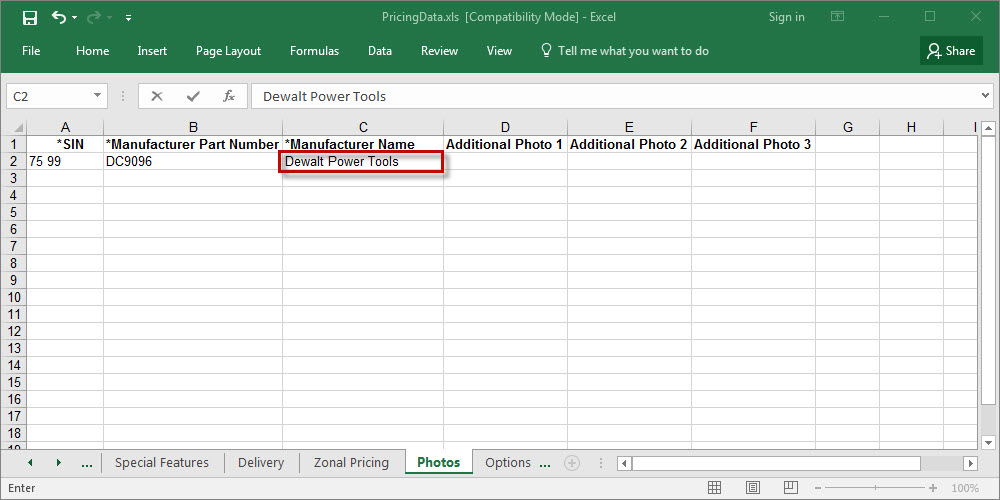 PricingData.xls [Compatibility Mode] - Excel Sign in
File Home Insert Page Layout Formulas Data Review View Tell me what you want to do Share
C2 fx Dewalt Power Tools
A B C D E F G H I
1 *SIN *Manufacturer Part Number *Manufacturer Name Additional Photo 1 Additional Photo 2 Additional Photo 3
2 75 99 DC9096 Dewalt Power Tools
3
4
5
6
7
8
9
10
11
12
13
14
15
16
17
18
19
... Special Features Delivery Zonal Pricing Photos Options ...
Enter 100%